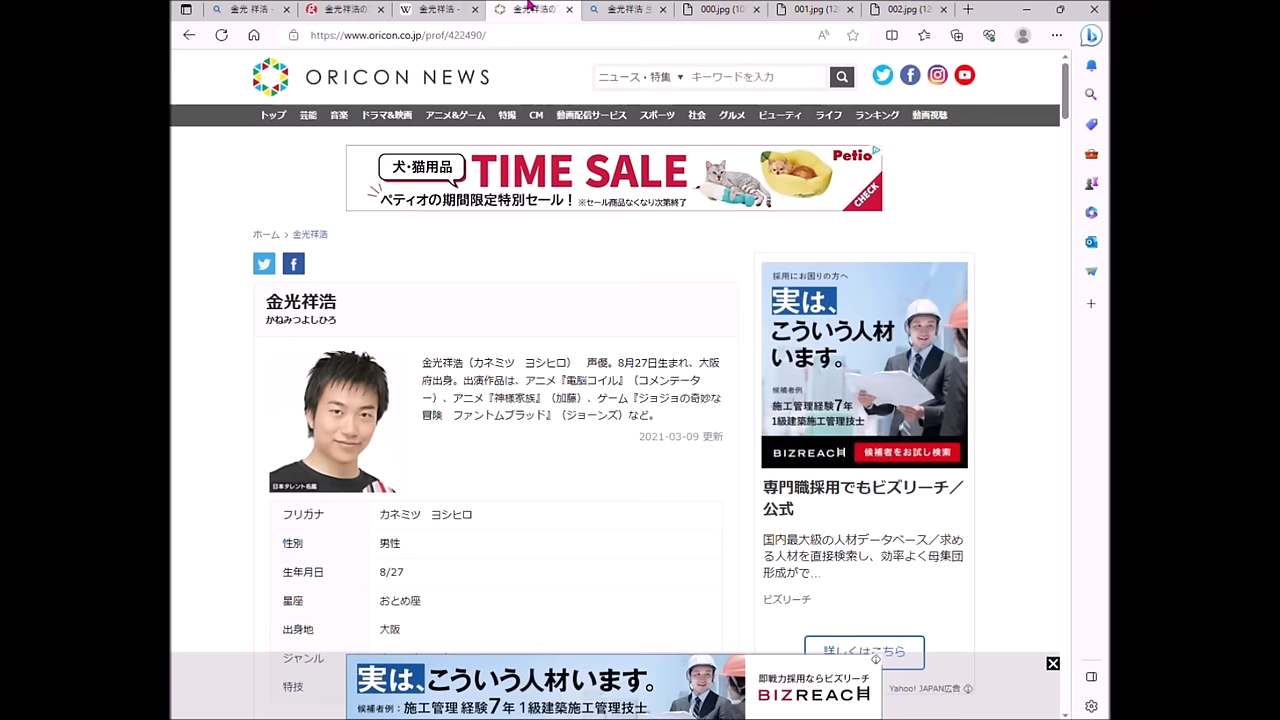 金光 祥浩 -
金光祥浩の
金光祥浩 -
金光祥浩の
金光祥浩 生
000.jpg (10
001.jpg (12
002.jpg (12
https://www.oricon.co.jp/prof/422490/
ORICON NEWS
ニュース・特集 ▼ キーワードを入力
トップ 芸能 音楽 ドラマ&映画 アニメ&ゲーム 特撮 CM 動画配信サービス スポーツ 社会 グルメ ビューティ ライフ ランキング 動画視聴
犬・猫用品
TIME SALE
ペティオの期間限定特別セール！ ※セール商品なくなり次第終了
Petio
CHECK
ホーム > 金光祥浩
金光祥浩
かねみつよしひろ
金光祥浩（カネミツ　ヨシヒロ）　声優。8月27日生まれ、大阪
府出身。出演作品は、アニメ『電脳コイル』（コメンテータ
ー）、アニメ『神様家族』（加藤）、ゲーム『ジョジョの奇妙な
冒険　ファントムブラッド』（ジョーンズ）など。
2021-03-09 更新
日本タレント名鑑
フリガナ カネミツ　ヨシヒロ
性別 男性
生年月日 8/27
星座 おとめ座
出身地 大阪
ジャンル
特技
採用にお困りの方へ
実は、
こういう人材
います。
候補者例
施工管理経験7年
1級建築施工管理技士
BIZREACH 候補者をお試し検索
専門職採用でもビズリーチ／
公式
国内最大級の人材データベース／求め
る人材を直接検索し、効率よく母集団
形成がで...
ビズリーチ
詳しくはこちら
Yahoo! JAPAN広告
実は、こういう人材います。
候補者例：施工管理 経験7年 1級建築施工管理技士
即戦力採用ならビズリーチ
BIZREACH